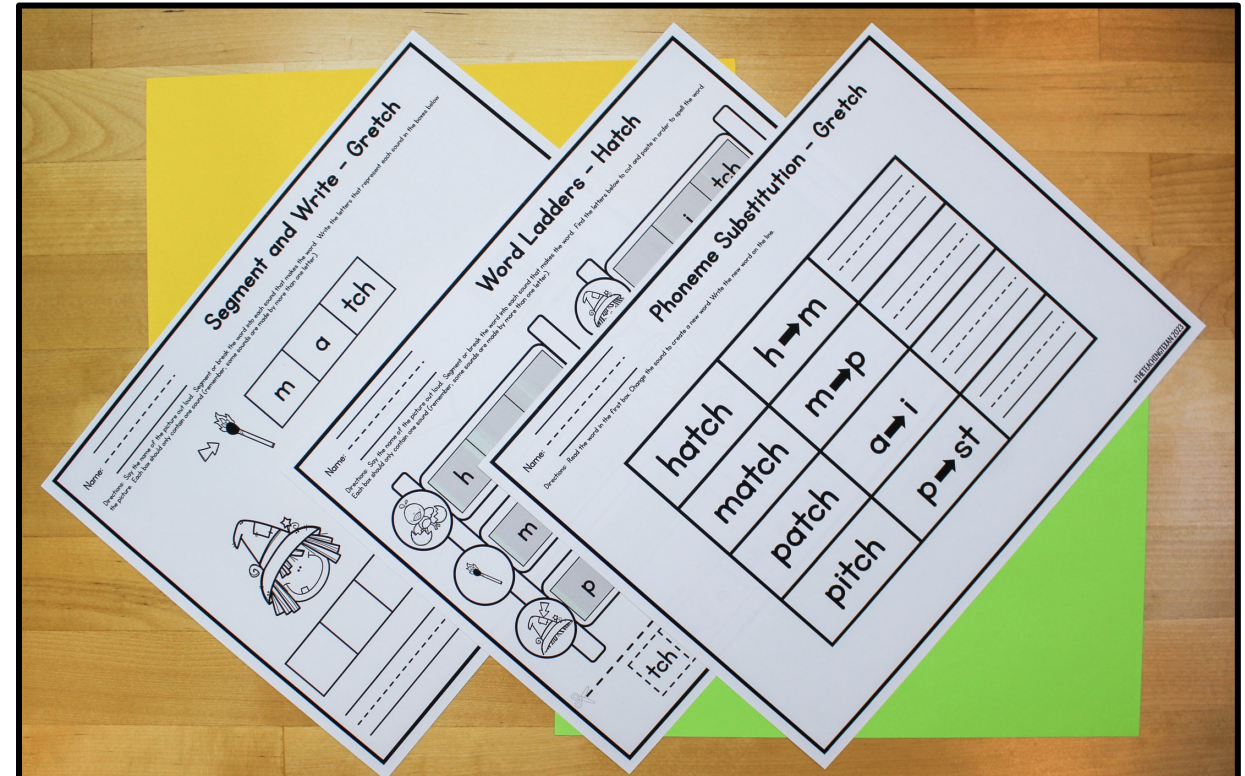 Segment and Write - Gretch
Name:
Directions: Say the name of the picture out loud. Segment or break the word into each sound that makes the word. Write the letters that represent each sound in the boxes below
the picture. Each box should only contain one sound (remember, some sounds are made by more than one letter.)
m a tch
Word Ladders - Hatch
Name:
Directions: Say the name of the picture out loud. Segment or break the word into each sound that makes the word. Find the letters below to cut and paste in order to spell the word.
Each box should only contain one sound (remember, some sounds are made by more than one letter.)
h
m
p
i tch
tch
Phoneme Substitution - Gretch
Name:
Directions: Read the word in the first box. Change the sound to create a new word. Write the new word on the line.
hatch h➡m
match m➡p
patch a➡i
pitch p➡st
©THETEACHINGTEXAN 2023